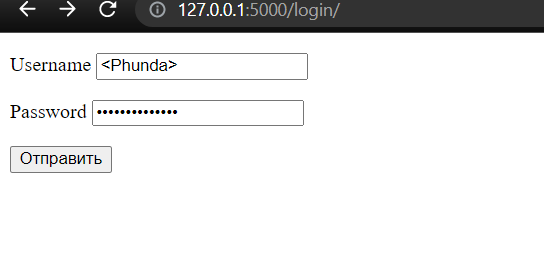 127.0.0.1:5000/login/
Username <Phunda>
Password ••••••••••••••
Отправить